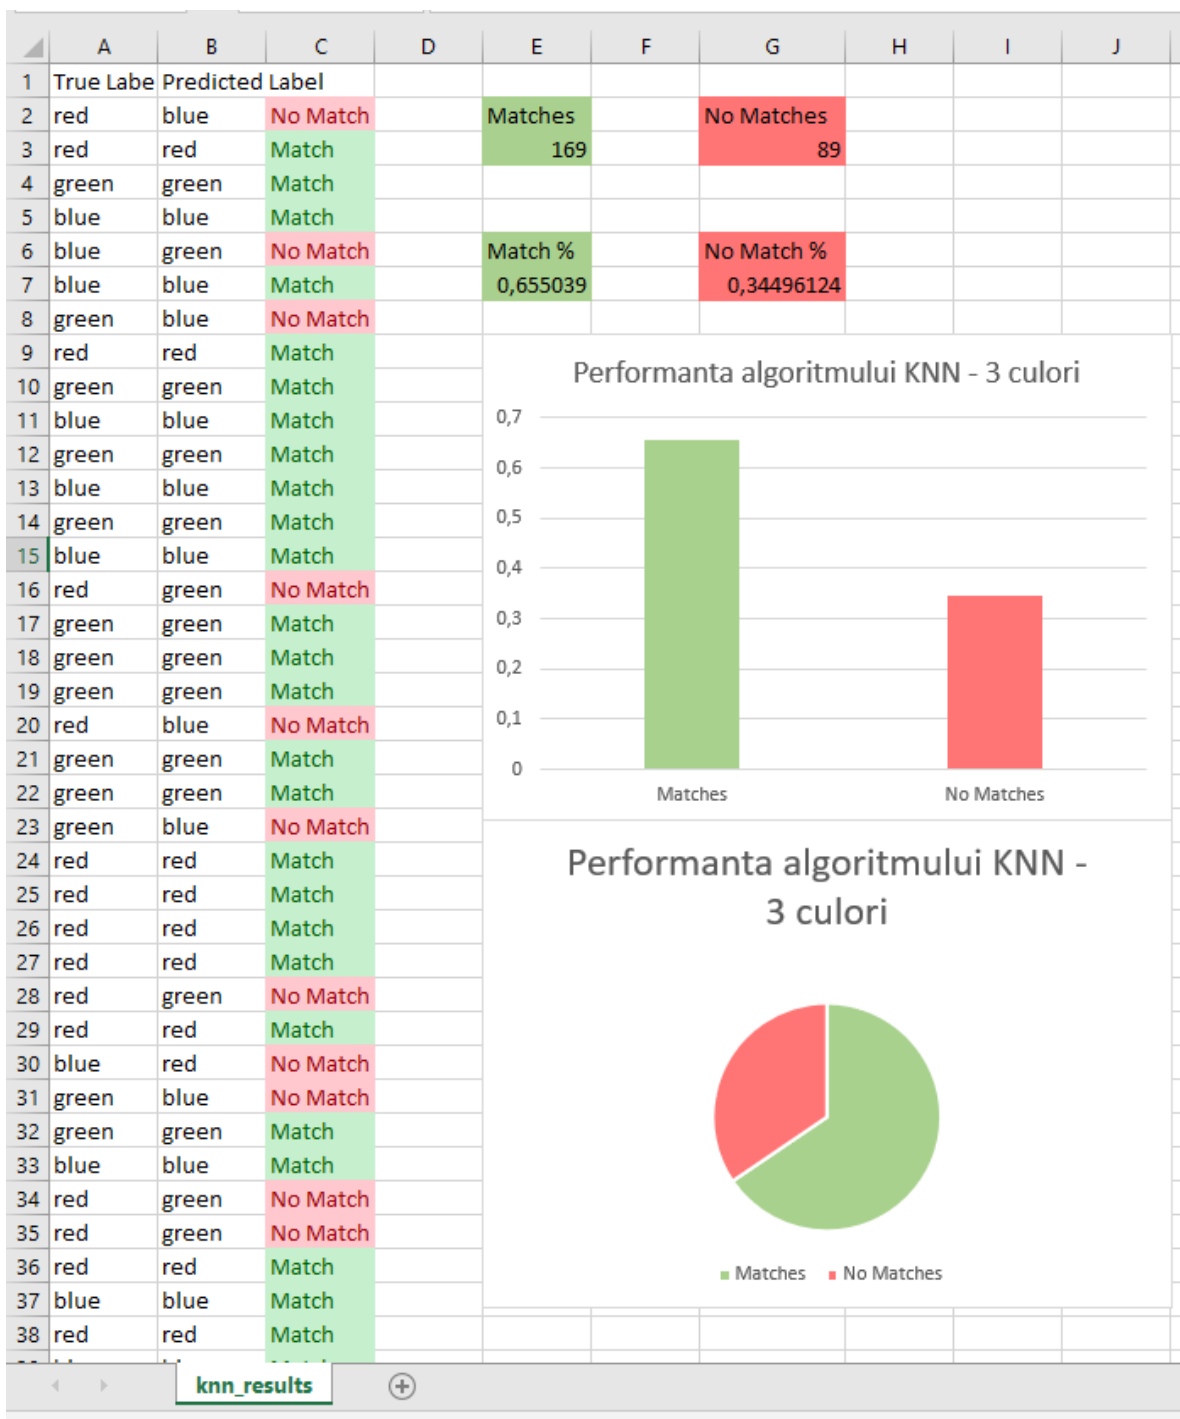 A B C D E F G H I J
1 True Labe Predicted Label
2 red blue No Match Matches No Matches
3 red red Match 169 89
4 green green Match
5 blue blue Match
6 blue green No Match Match % No Match %
7 blue blue Match 0,655039 0,34496124
8 green blue No Match
9 red red Match
10 green green Match
11 blue blue Match
12 green green Match
13 blue blue Match
14 green green Match
15 blue blue Match
16 red green No Match
17 green green Match
18 green green Match
19 green green Match
20 red blue No Match
21 green green Match
22 green green Match
23 green blue No Match
24 red red Match
25 red red Match
26 red red Match
27 red red Match
28 red green No Match
29 red red Match
30 blue red No Match
31 green blue No Match
32 green green Match
33 blue blue Match
34 red green No Match
35 red green No Match
36 red red Match
37 blue blue Match
38 red red Match
Performanta algoritmului KNN - 3 culori
0,7
0,6
0,5
0,4
0,3
0,2
0,1
0
Matches No Matches
Performanta algoritmului KNN -
3 culori
Matches No Matches
knn_results